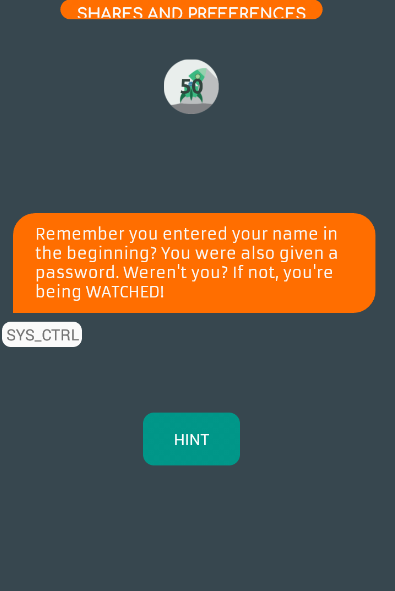 SHARES AND PREFERENCES
50
Remember you entered your name in
the beginning? You were also given a
password. Weren't you? If not, you're
being WATCHED!
SYS_CTRL
HINT